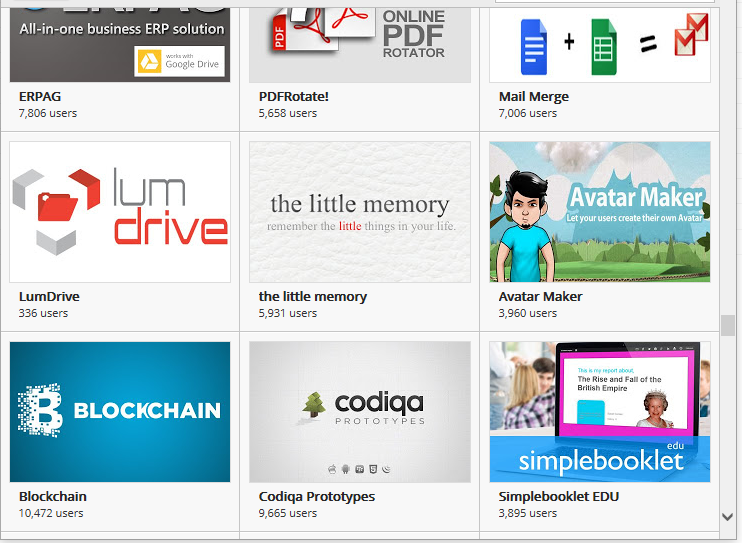 All-in-one business ERP solution
works with
Google Drive
ERPAG
7,806 users
PDF
ONLINE
PDF
ROTATOR
PDFRotate!
5,658 users
Mail Merge
7,006 users
lum
drive
LumDrive
336 users
the little memory
remember the little things in your life.
the little memory
5,931 users
Avatar Maker
Let your users create their own Avatar
Avatar Maker
3,960 users
BLOCKCHAIN
Blockchain
10,472 users
codiqa
PROTOTYPES
Codiqa Prototypes
9,665 users
This is my report about:
The Rise and Fall of the
British Empire
edu
simplebooklet
Simplebooklet EDU
3,895 users